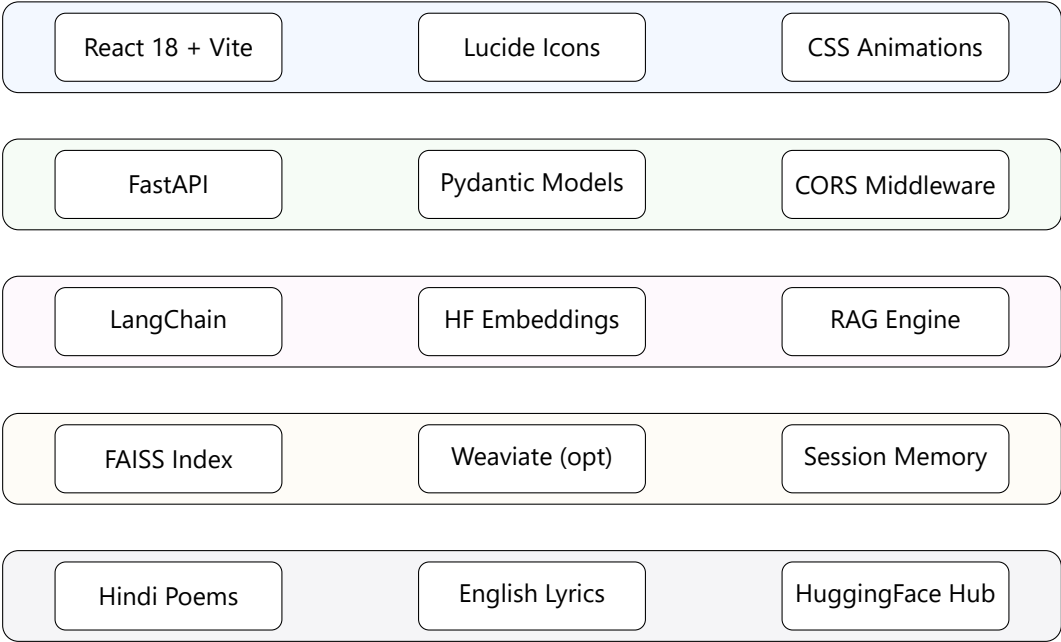 React 18 + Vite
Lucide Icons
CSS Animations
FastAPI
Pydantic Models
CORS Middleware
LangChain
HF Embeddings
RAG Engine
FAISS Index
Weaviate (opt)
Session Memory
Hindi Poems
English Lyrics
HuggingFace Hub